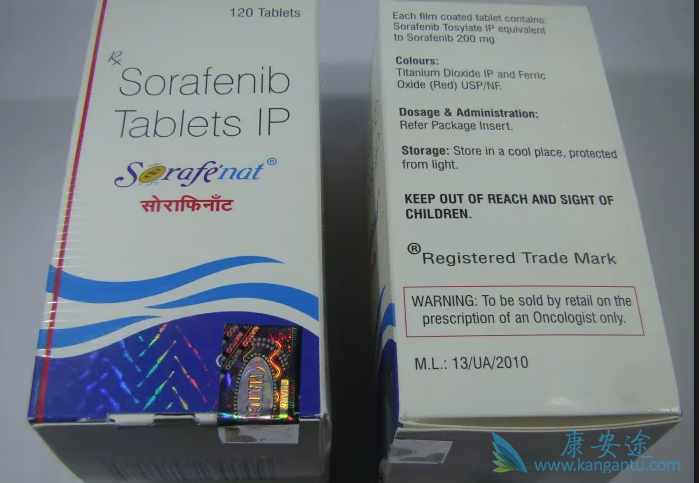 120 Tablets
Rx
Sorafenib
Tablets IP
Sorafenat®
सोराफिनॅट
Each film coated tablet contains:
Sorafenib Tosylate IP equivalent
to Sorafenib 200 mg
Colours:
Titanium Dioxide IP and Ferric
Oxide (Red) USP/NF.
Dosage & Administration:
Refer Package Insert.
Storage: Store in a cool place, protected
from light.
KEEP OUT OF REACH AND SIGHT OF
CHILDREN.
®Registered Trade Mark
WARNING: To be sold by retail on the
prescription of an Oncologist only.
M.L.: 13/UA/2010
康安途
www.kangantu.com